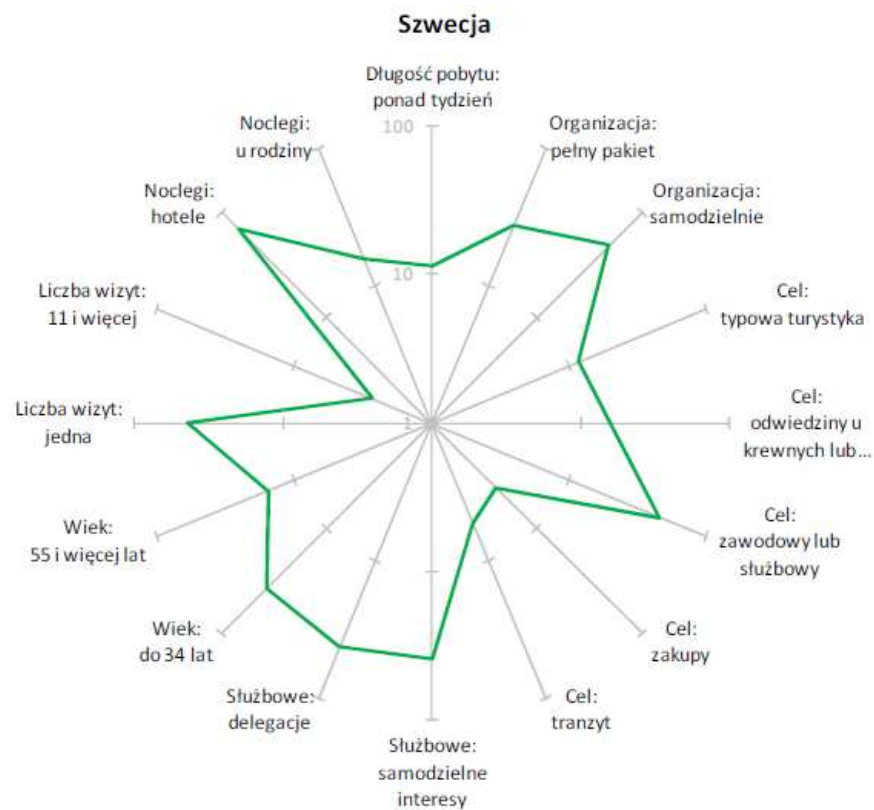 Szwecja
Długość pobytu:
ponad tydzień
100
10
1
Organizacja:
pełny pakiet
Organizacja:
samodzielnie
Cel:
typowa turystyka
Cel:
odwiedziny u
krewnych lub...
Cel:
zawodowy lub
służbowy
Cel:
zakupy
Cel:
tranzyt
Służbowe:
samodzielne
interesy
Służbowe:
delegacje
Wiek:
do 34 lat
Wiek:
55 i więcej lat
Liczba wizyt:
jedna
Liczba wizyt:
11 i więcej
Noclegi:
hotele
Noclegi:
u rodziny